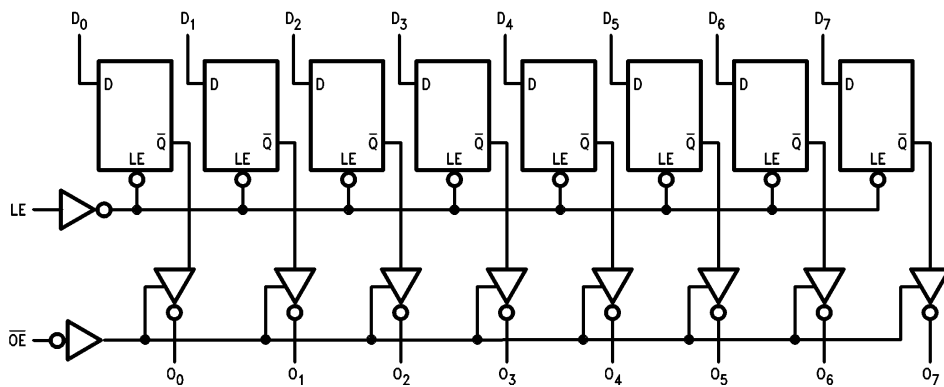 D0 D1 D2 D3 D4 D5 D6 D7
D D D D D D D D
Q̅ Q̅ Q̅ Q̅ Q̅ Q̅ Q̅ Q̅
LE LE LE LE LE LE LE LE
LE
O̅E̅
O0 O1 O2 O3 O4 O5 O6 O7